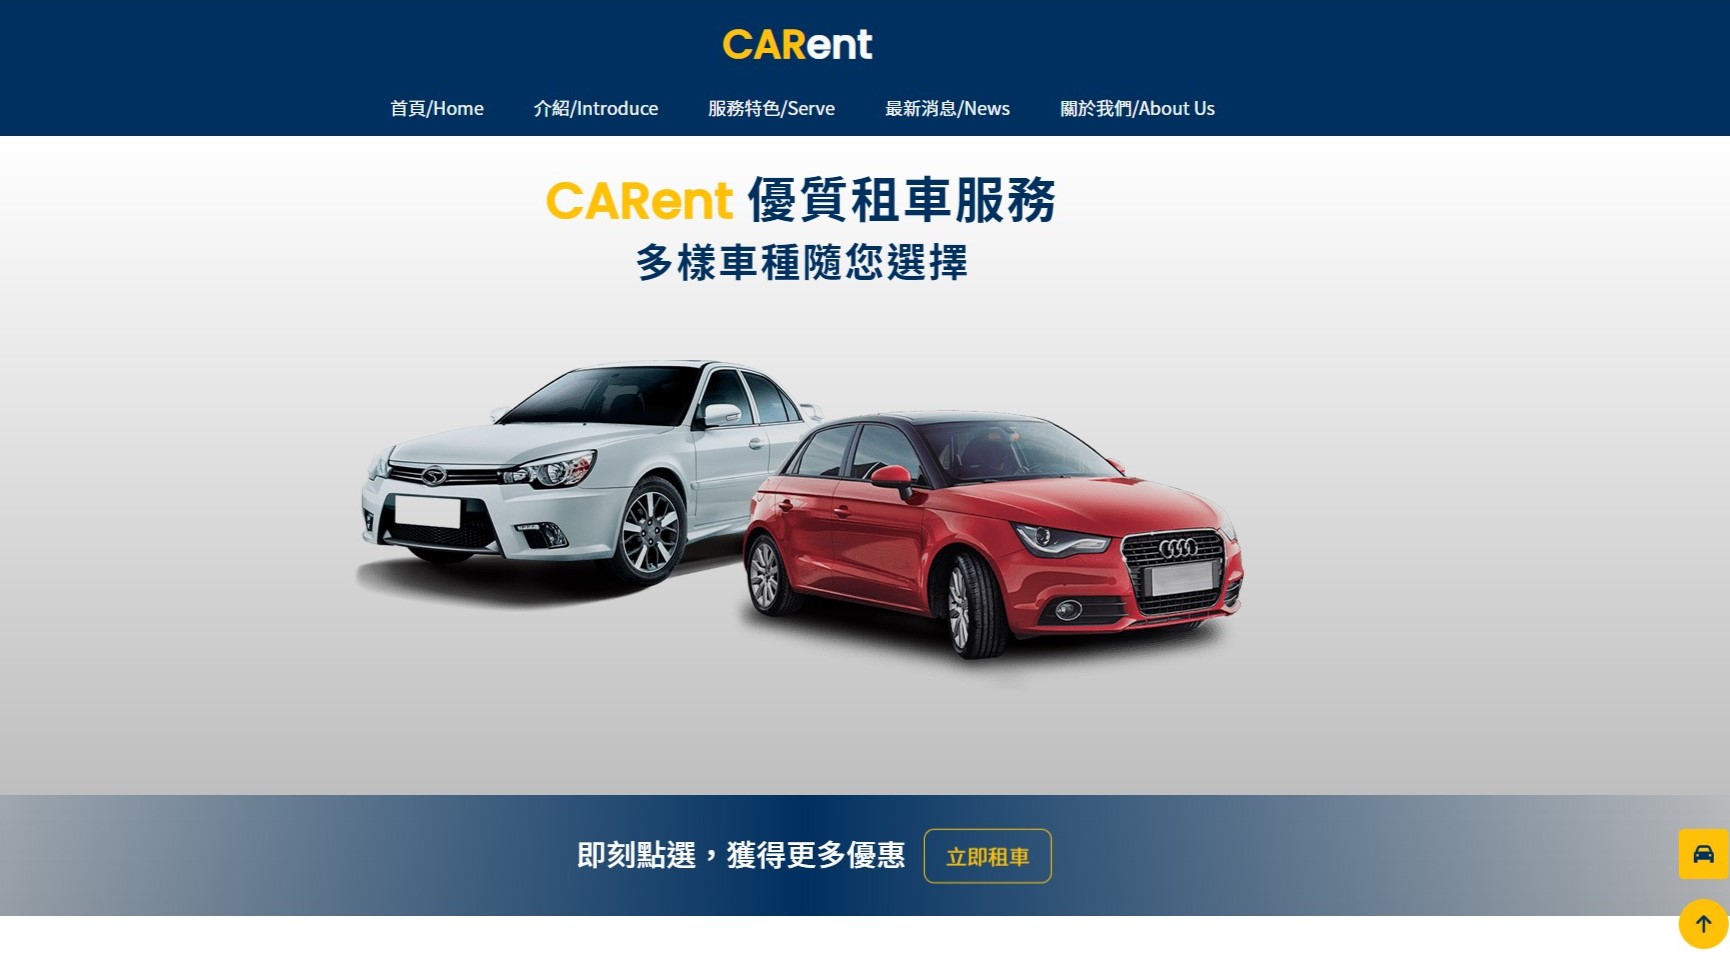 CARent
首頁/Home 介紹/Introduce 服務特色/Serve 最新消息/News 關於我們/About Us
CARent 優質租車服務
多樣車種隨您選擇
即刻點選，獲得更多優惠 立即租車